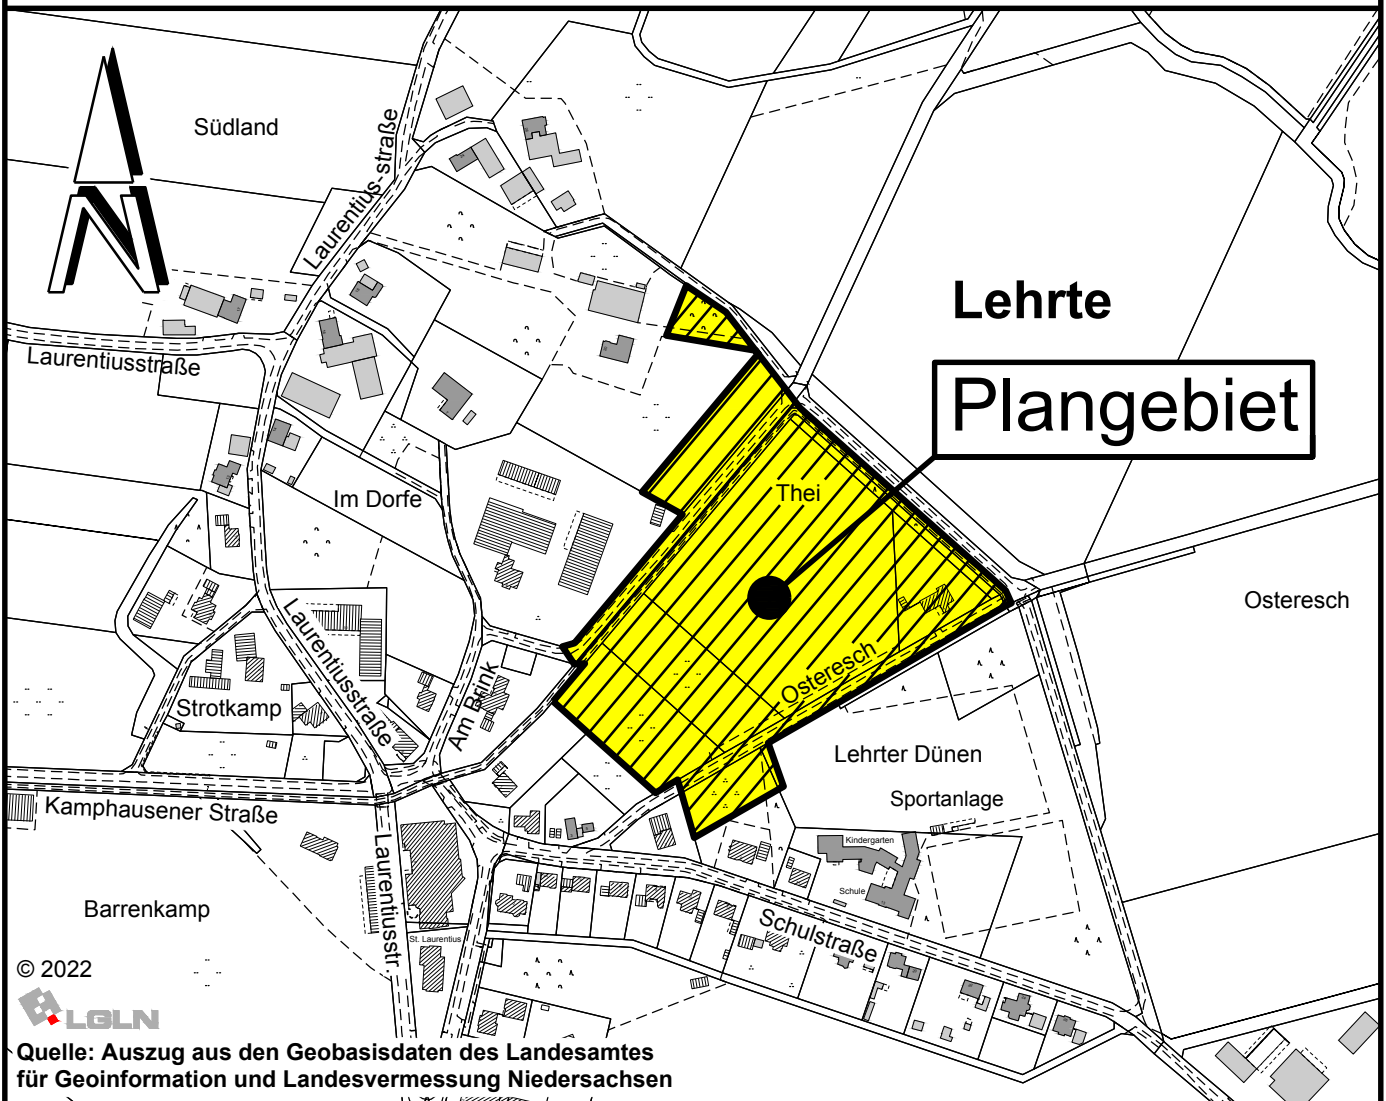 Südland
Laurentius-straße
N
Lehrte
Laurentiusstraße
Plangebiet
Thei
Im Dorfe
Osteresch
Laurentiusstraße
Osteresch
Strotkamp
Am Brink
Lehrter Dünen
Sportanlage
Kamphausener Straße
Kindergarten
Schule
Laurentiusstr
Barrenkamp
Schulstraße
St. Laurentius
© 2022
LGLN
Quelle: Auszug aus den Geobasisdaten des Landesamtes
für Geoinformation und Landesvermessung Niedersachsen